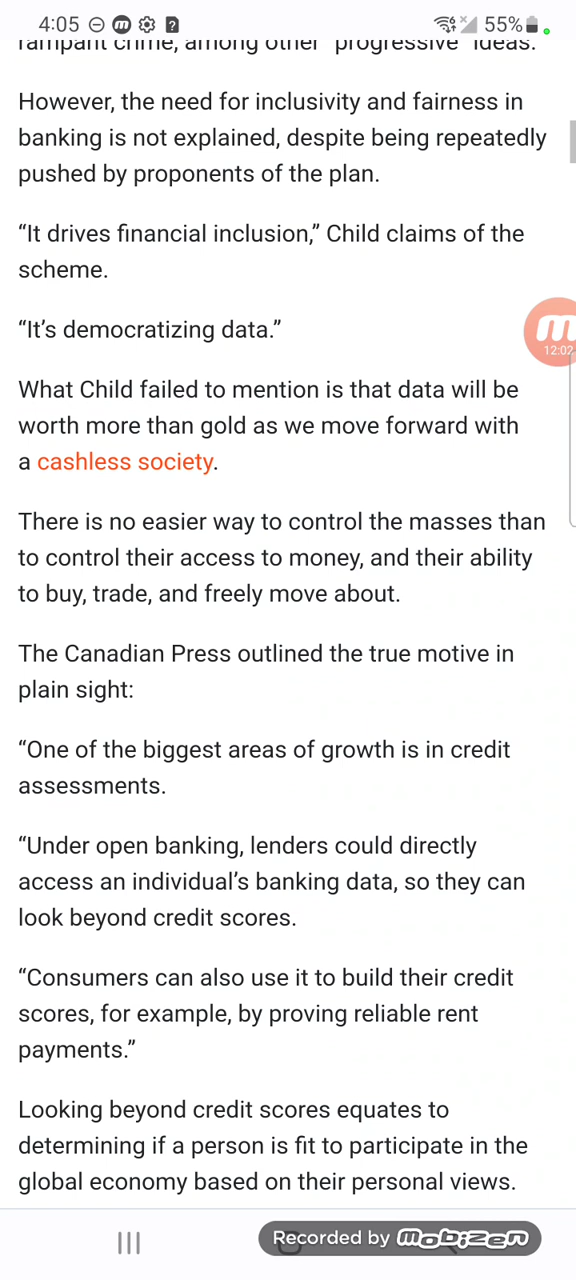 4:05 55%
rampant crime, among other “progressive” ideas.
However, the need for inclusivity and fairness in
banking is not explained, despite being repeatedly
pushed by proponents of the plan.
“It drives financial inclusion,” Child claims of the
scheme.
“It’s democratizing data.”
12:02
What Child failed to mention is that data will be
worth more than gold as we move forward with
a cashless society.
There is no easier way to control the masses than
to control their access to money, and their ability
to buy, trade, and freely move about.
The Canadian Press outlined the true motive in
plain sight:
“One of the biggest areas of growth is in credit
assessments.
“Under open banking, lenders could directly
access an individual’s banking data, so they can
look beyond credit scores.
“Consumers can also use it to build their credit
scores, for example, by proving reliable rent
payments.”
Looking beyond credit scores equates to
determining if a person is fit to participate in the
global economy based on their personal views.
Recorded by mobizen